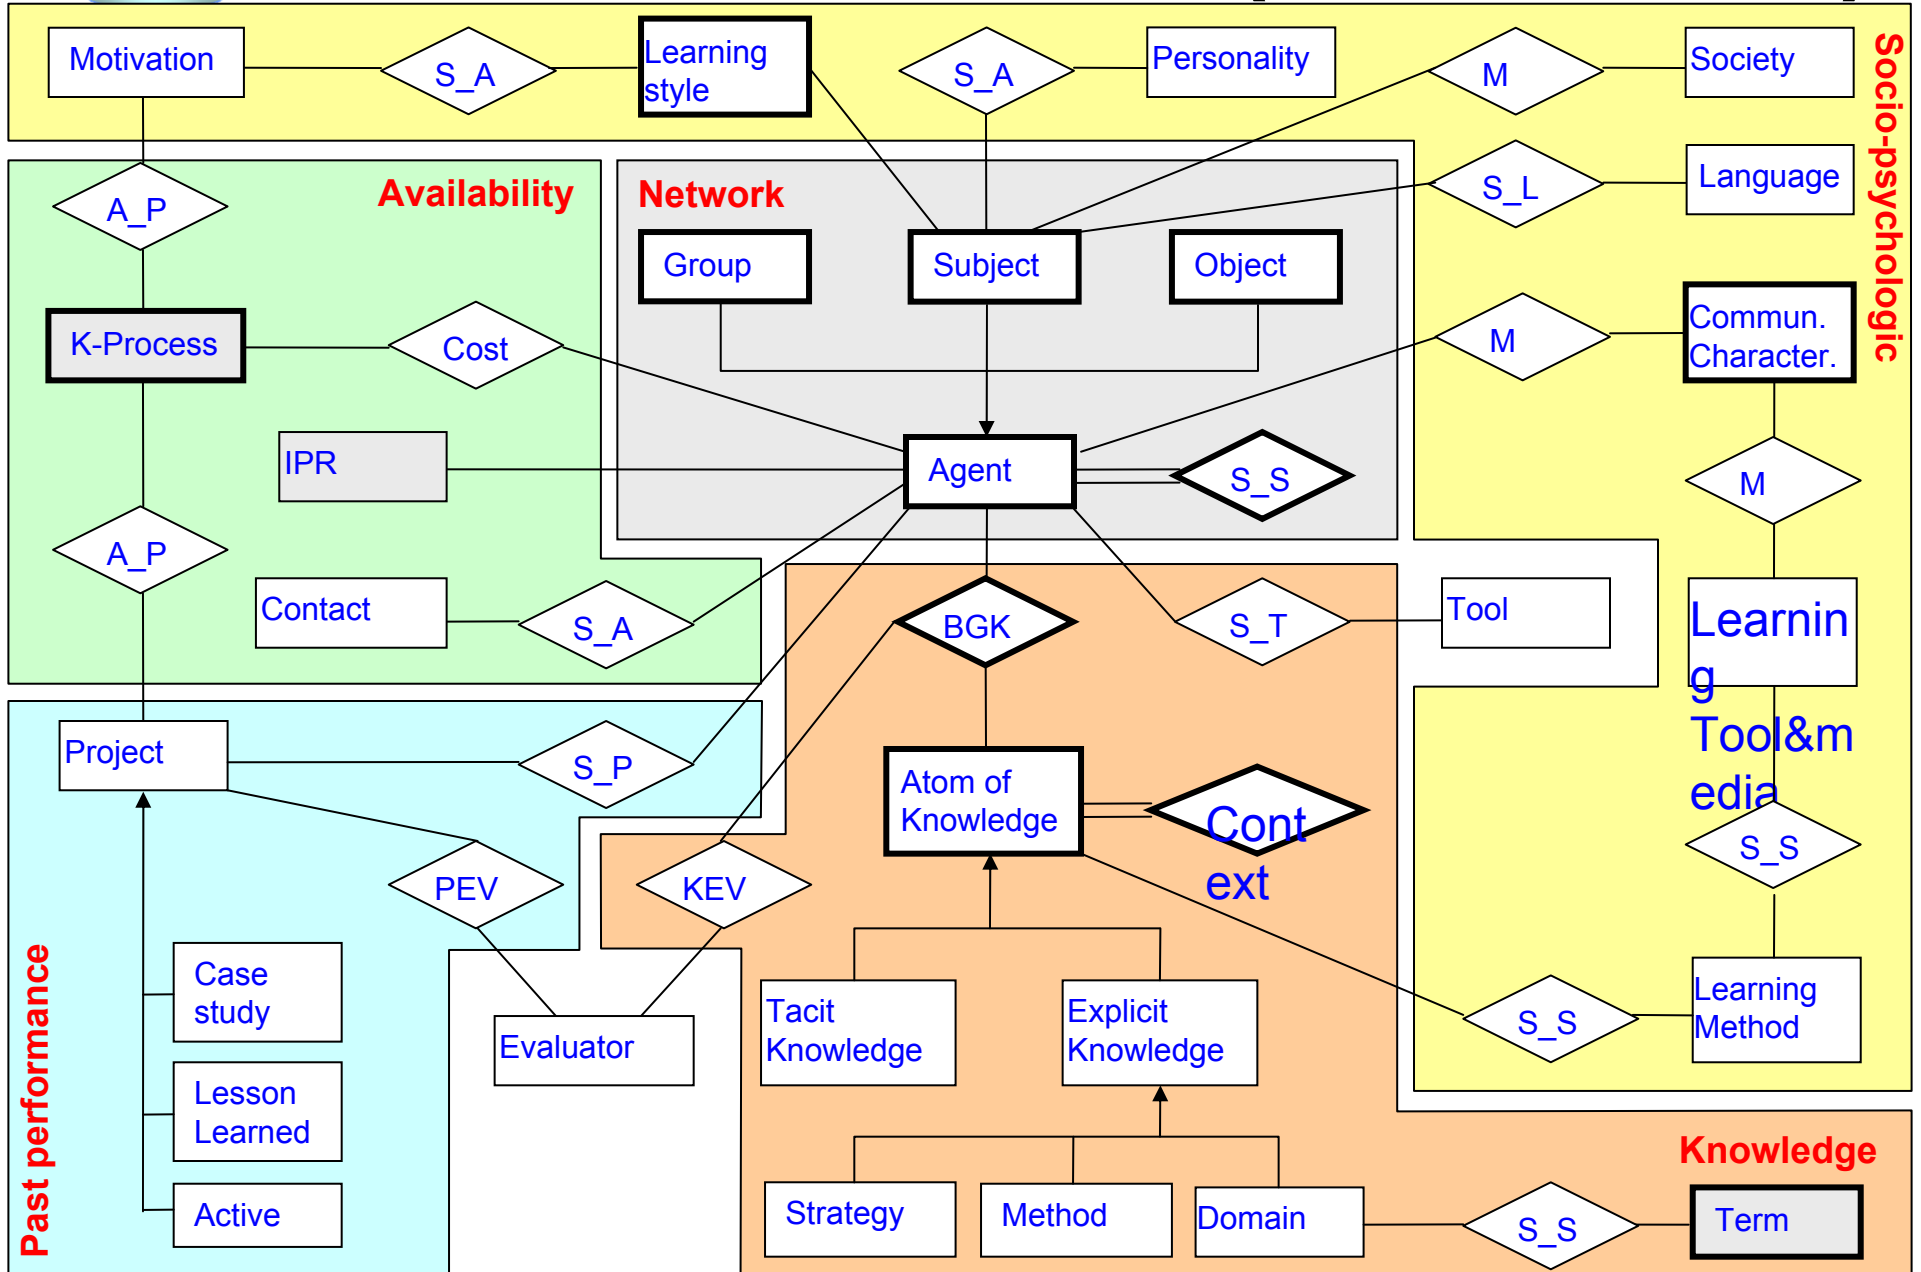 Motivation
S_A
Learning
style
S_A
Personality
M
Society
Socio-psychologic
A_P
Availability
Network
S_L
Language
Group
Subject
Object
K-Process
Cost
M
Commun.
Character.
IPR
Agent
S_S
M
A_P
Contact
S_A
BGK
S_T
Tool
Learnin
g
Tool&m
edia
Project
S_P
Atom of
Knowledge
Cont
ext
S_S
PEV
KEV
Past performance
Case
study
Evaluator
Tacit
Knowledge
Explicit
Knowledge
S_S
Learning
Method
Lesson
Learned
Knowledge
Active
Strategy
Method
Domain
S_S
Term